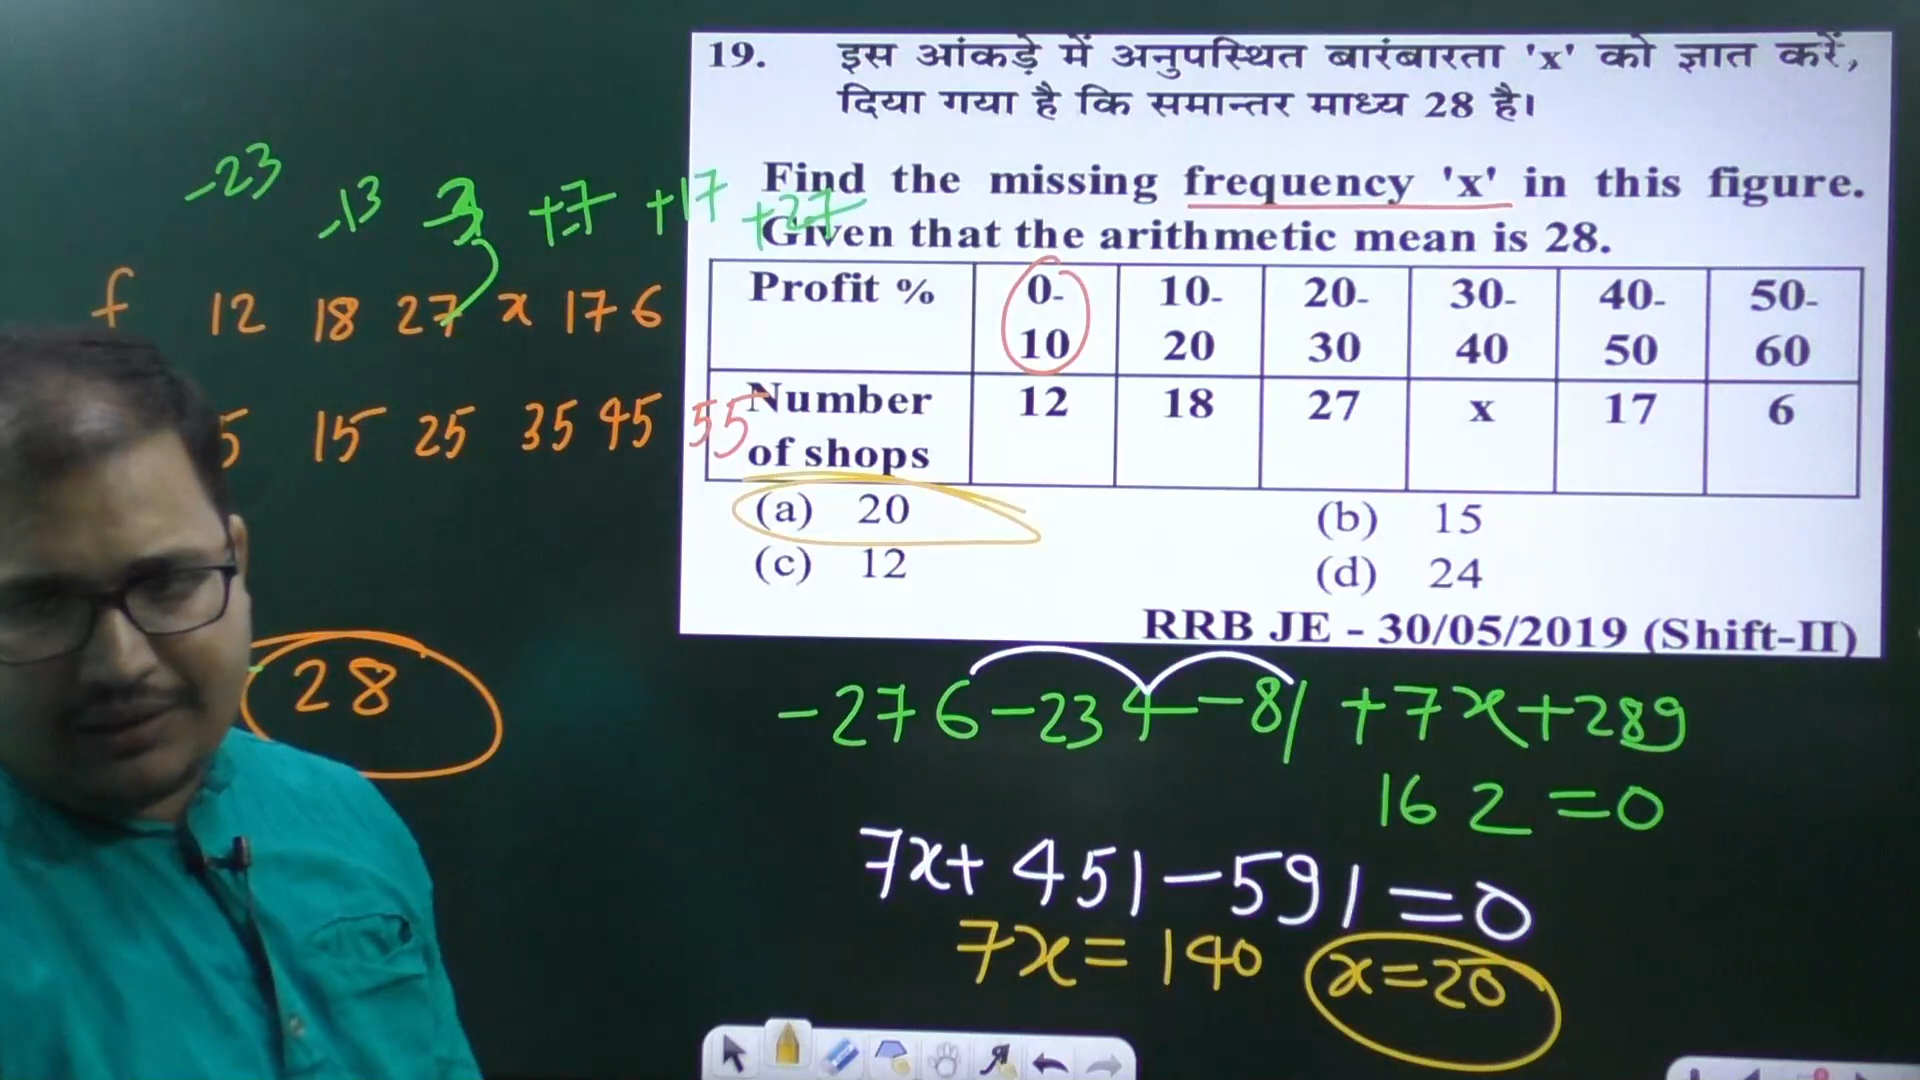 19. इस आंकड़े में अनुपस्थित बारंबारता 'x' को ज्ञात करें,
दिया गया है कि समान्तर माध्य 28 है।
Find the missing frequency 'x' in this figure.
Given that the arithmetic mean is 28.
Profit % 0-10 10-20 20-30 30-40 40-50 50-60
Number of shops 12 18 27 x 17 6
(a) 20 (b) 15
(c) 12 (d) 24
RRB JE - 30/05/2019 (Shift-II)
-23 -13 -3 +7 +17 +27
f 12 18 27 x 17 6
5 15 25 35 45 55
28
-276-234-81+7x+289
162=0
7x+451-591=0
7x=140 x=20